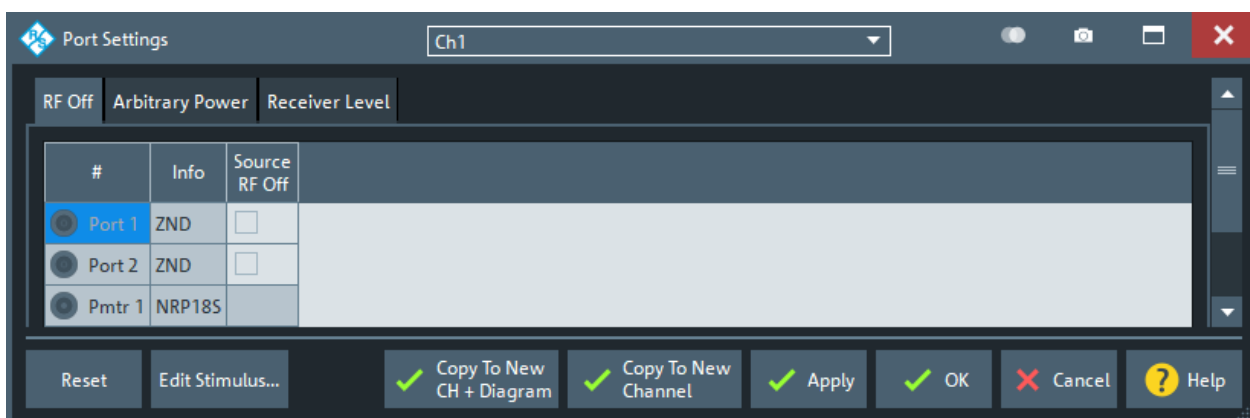 R&S Port Settings Ch1
RF Off Arbitrary Power Receiver Level
# Info Source
RF Off
Port 1 ZND
Port 2 ZND
Pmtr 1 NRP18S
Reset Edit Stimulus... Copy To New
CH + Diagram Copy To New
Channel Apply OK Cancel ? Help